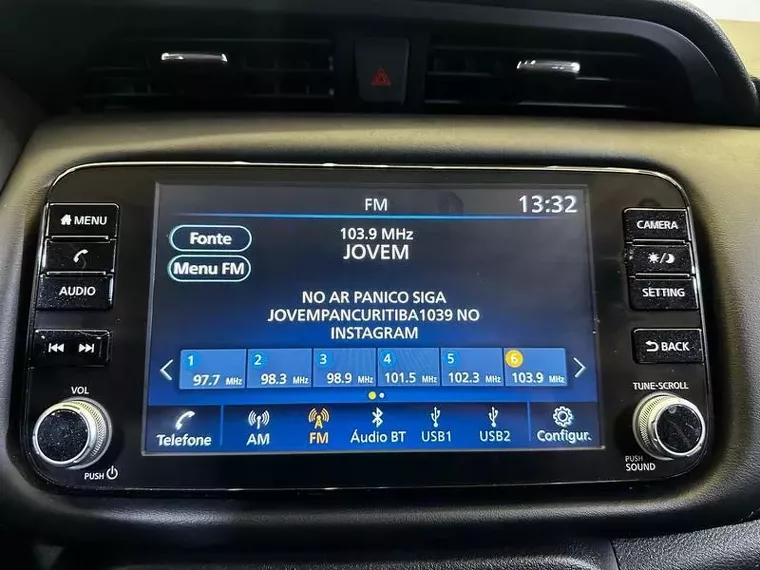 FM
13:32
MENU
Fonte
103.9 MHz
JOVEM
CAMERA
Menu FM
AUDIO
SETTING
NO AR PANICO SIGA
JOVEMPANCURITIBA1039 NO
INSTAGRAM
BACK
1 2 3 4 5 6
97.7 MHz 98.3 MHz 98.9 MHz 101.5 MHz 102.3 MHz 103.9 MHz
VOL
TUNE-SCROLL
Telefone AM FM Áudio BT USB1 USB2 Configur.
PUSH
PUSH
SOUND